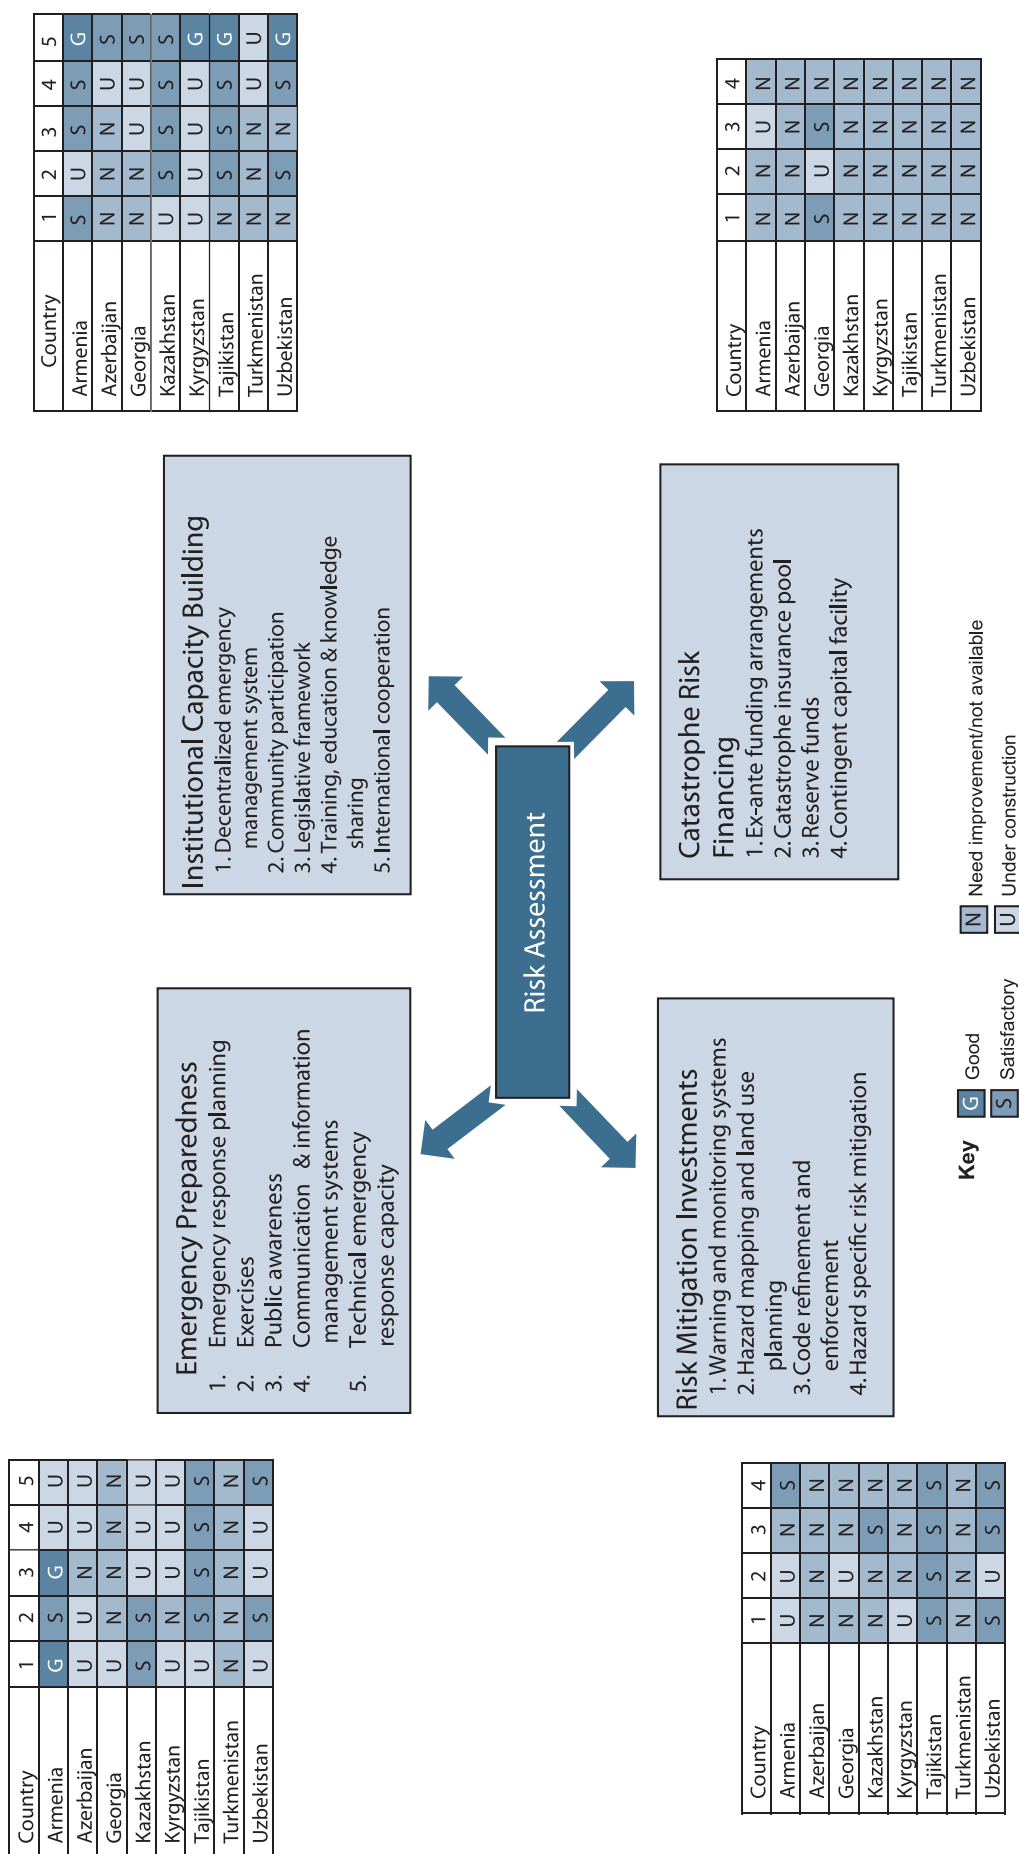 Country 1 2 3 4 5
Armenia G S G U U
Azerbaijan U U N U U
Georgia U N N N N
Kazakhstan S S U U U
Kyrgyzstan U N U U U
Tajikistan U S S S S
Turkmenistan N N N N N
Uzbekistan U S U U S
Emergency Preparedness
1. Emergency response planning
2. Exercises
3. Public awareness
4. Communication & information
management systems
5. Technical emergency
response capacity
Institutional Capacity Building
1. Decentralized emergency
management system
2. Community participation
3. Legislative framework
4. Training, education & knowledge
sharing
5. International cooperation
Country 1 2 3 4 5
Armenia S U S S G
Azerbaijan N N N U S
Georgia N N U U S
Kazakhstan U S S S S
Kyrgyzstan U U U U G
Tajikistan N S S S G
Turkmenistan N N N U U
Uzbekistan N S N S G
Risk Assessment
Country 1 2 3 4
Armenia U U N S
Azerbaijan N N N N
Georgia N U N N
Kazakhstan N N S N
Kyrgyzstan U N N N
Tajikistan S S S S
Turkmenistan N N N N
Uzbekistan S U S S
Risk Mitigation Investments
1. Warning and monitoring systems
2. Hazard mapping and land use
planning
3. Code refinement and
enforcement
4. Hazard specific risk mitigation
Catastrophe Risk
Financing
1. Ex-ante funding arrangements
2. Catastrophe insurance pool
3. Reserve funds
4. Contingent capital facility
Country 1 2 3 4
Armenia N N U N
Azerbaijan N N N N
Georgia S U S N
Kazakhstan N N N N
Kyrgyzstan N N N N
Tajikistan N N N N
Turkmenistan N N N N
Uzbekistan N N N N
Key G Good N Need improvement/not available
S Satisfactory U Under construction